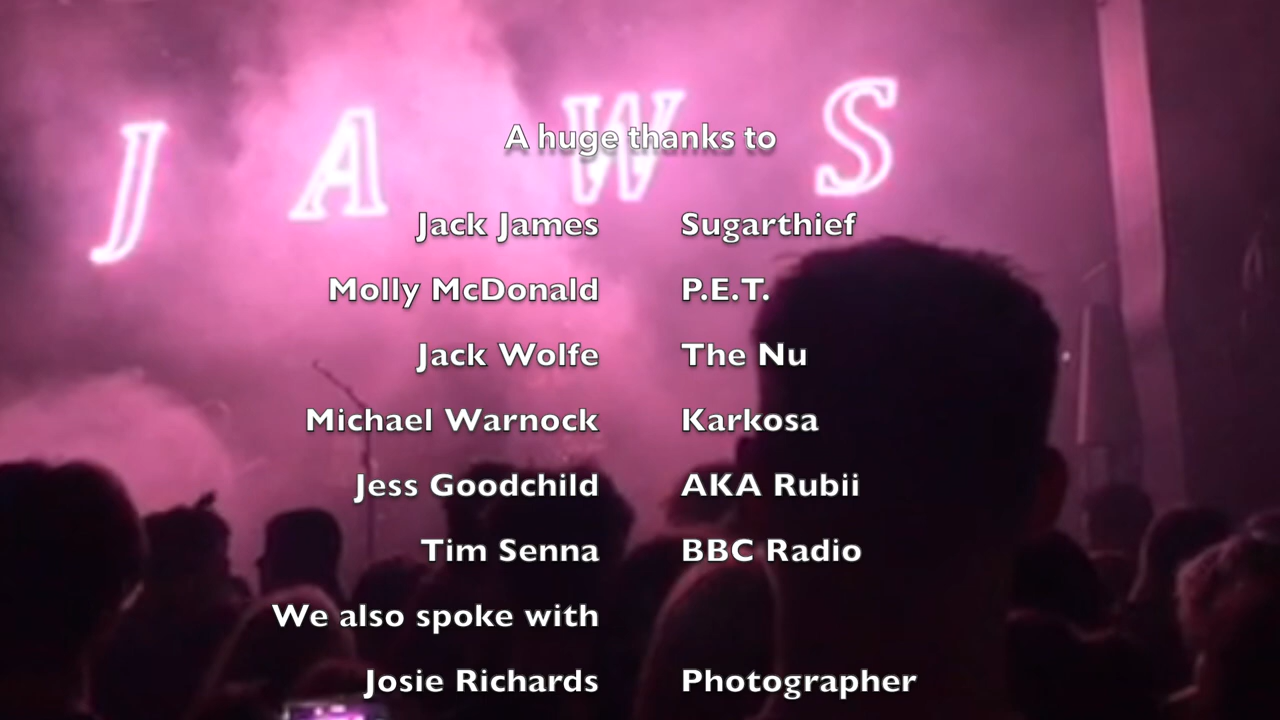 JAWS
A huge thanks to
Jack James Sugarthief
Molly McDonald P.E.T.
Jack Wolfe The Nu
Michael Warnock Karkosa
Jess Goodchild AKA Rubii
Tim Senna BBC Radio
We also spoke with
Josie Richards Photographer